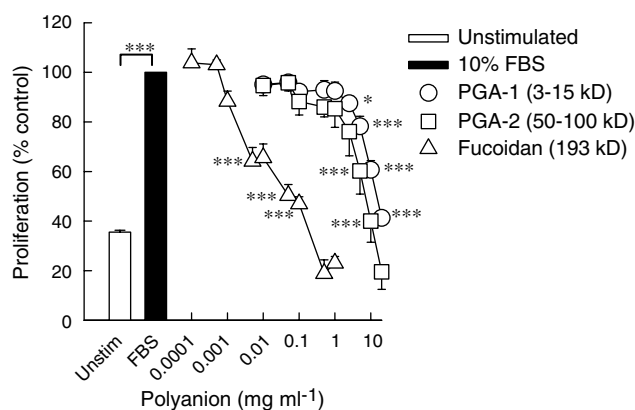 120
100
80
60
40
20
0
Proliferation (% control)
***
***
***
***
*
***
***
***
***
***
Unstim
FBS
0.0001
0.001
0.01
0.1
1
10
Polyanion (mg ml-1)
Unstimulated
10% FBS
PGA-1 (3-15 kD)
PGA-2 (50-100 kD)
Fucoidan (193 kD)